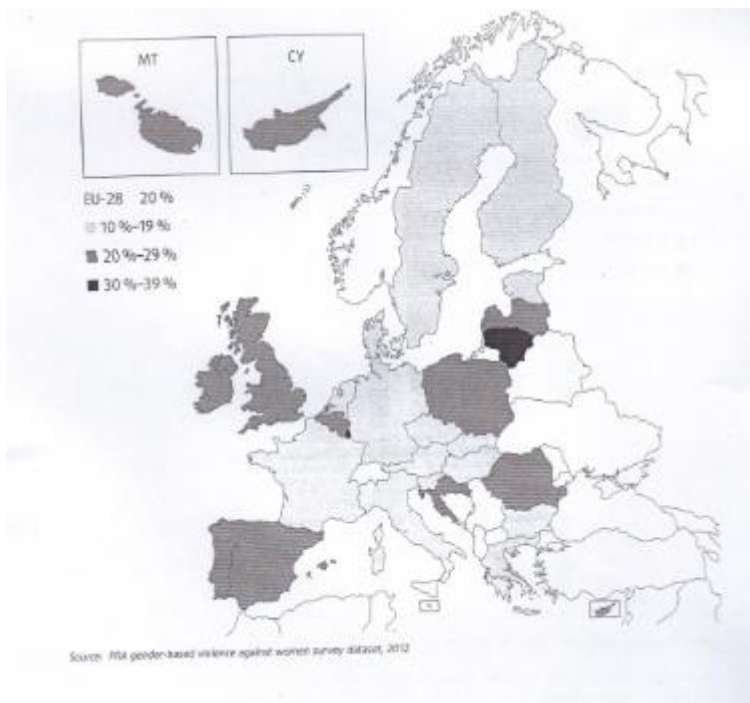 MT
CY
EU-28 20 %
10 %–19 %
20 %–29 %
30 %–39 %
Source: FRA gender-based violence against women survey dataset, 2012